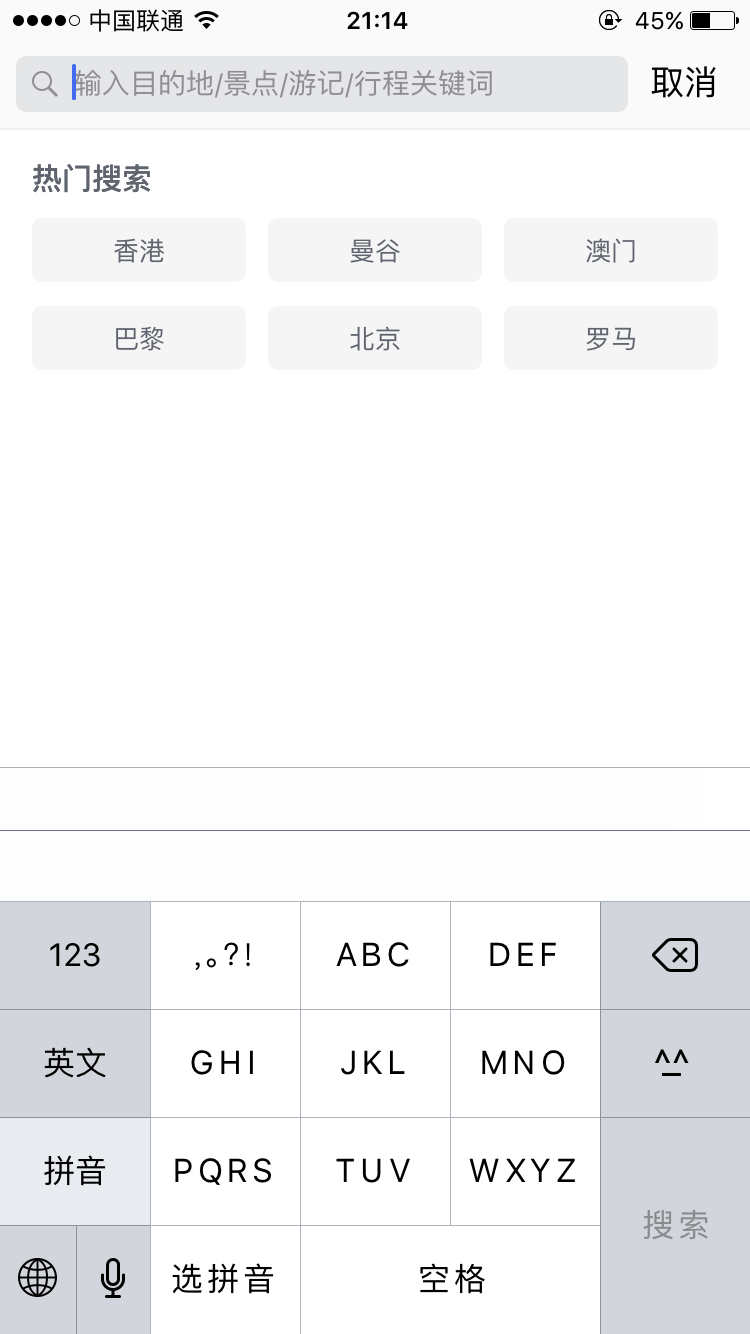 中国联通 21:14 45%
输入目的地/景点/游记/行程关键词 取消
热门搜索
香港 曼谷 澳门
巴黎 北京 罗马
123 ,。?! ABC DEF
英文 GHI JKL MNO ^^
拼音 PQRS TUV WXYZ
搜索
选拼音 空格